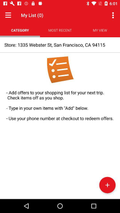 6:01
My List (0)
CATEGORY MOST RECENT MY VIEW
Store: 1335 Webster St, San Francisco, CA 94115
- Add offers to your shopping list for your next trip.
Check items off as you shop.
- Type in your own items with "Add" below.
- Use your phone number at checkout to redeem offers.